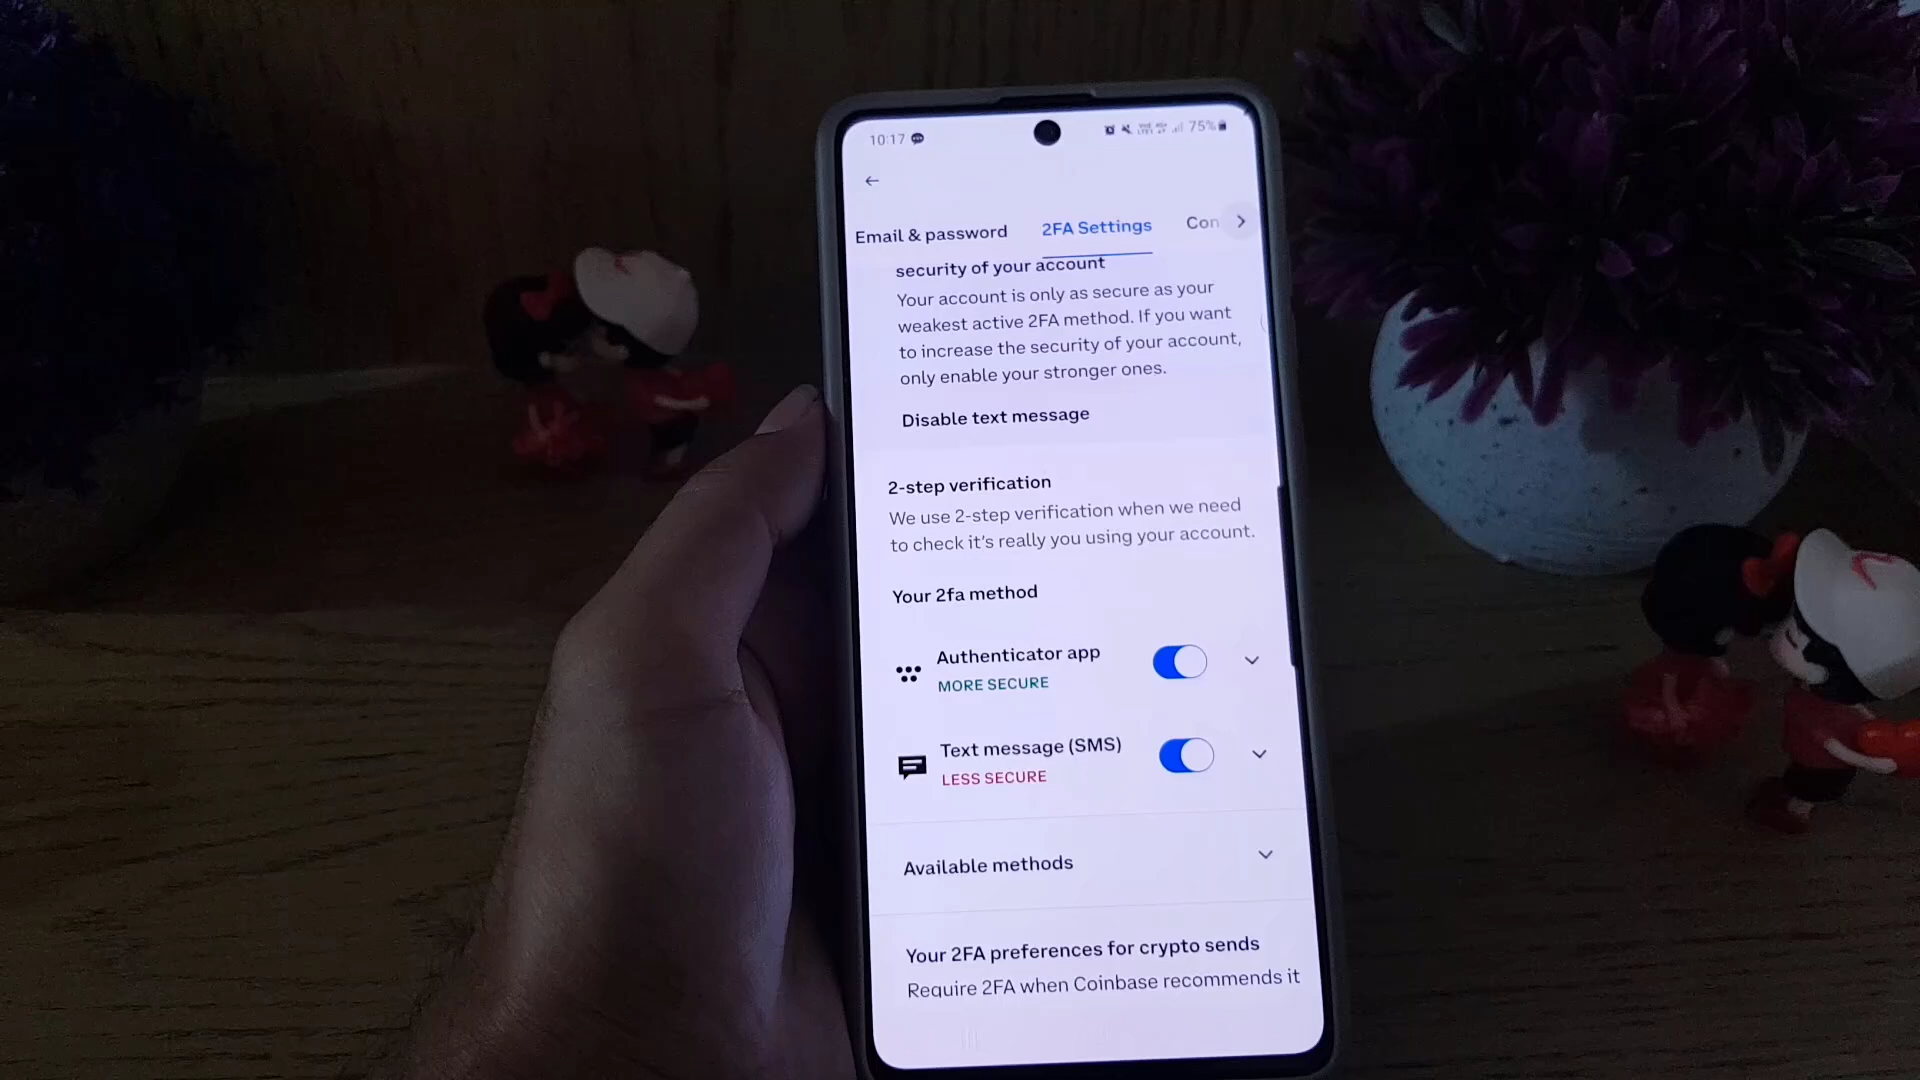 10:17
75%
Email & password
2FA Settings
Con
security of your account
Your account is only as secure as your
weakest active 2FA method. If you want
to increase the security of your account,
only enable your stronger ones.
Disable text message
2-step verification
We use 2-step verification when we need
to check it's really you using your account.
Your 2fa method
Authenticator app
MORE SECURE
Text message (SMS)
LESS SECURE
Available methods
Your 2FA preferences for crypto sends
Require 2FA when Coinbase recommends it